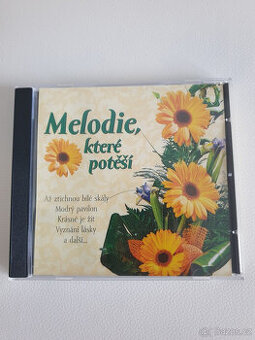 Melodie,
které
potěší
Až ztichnou bílé skály
Modrý pavilon
Krásné je žít
Vyznání lásky
a další...